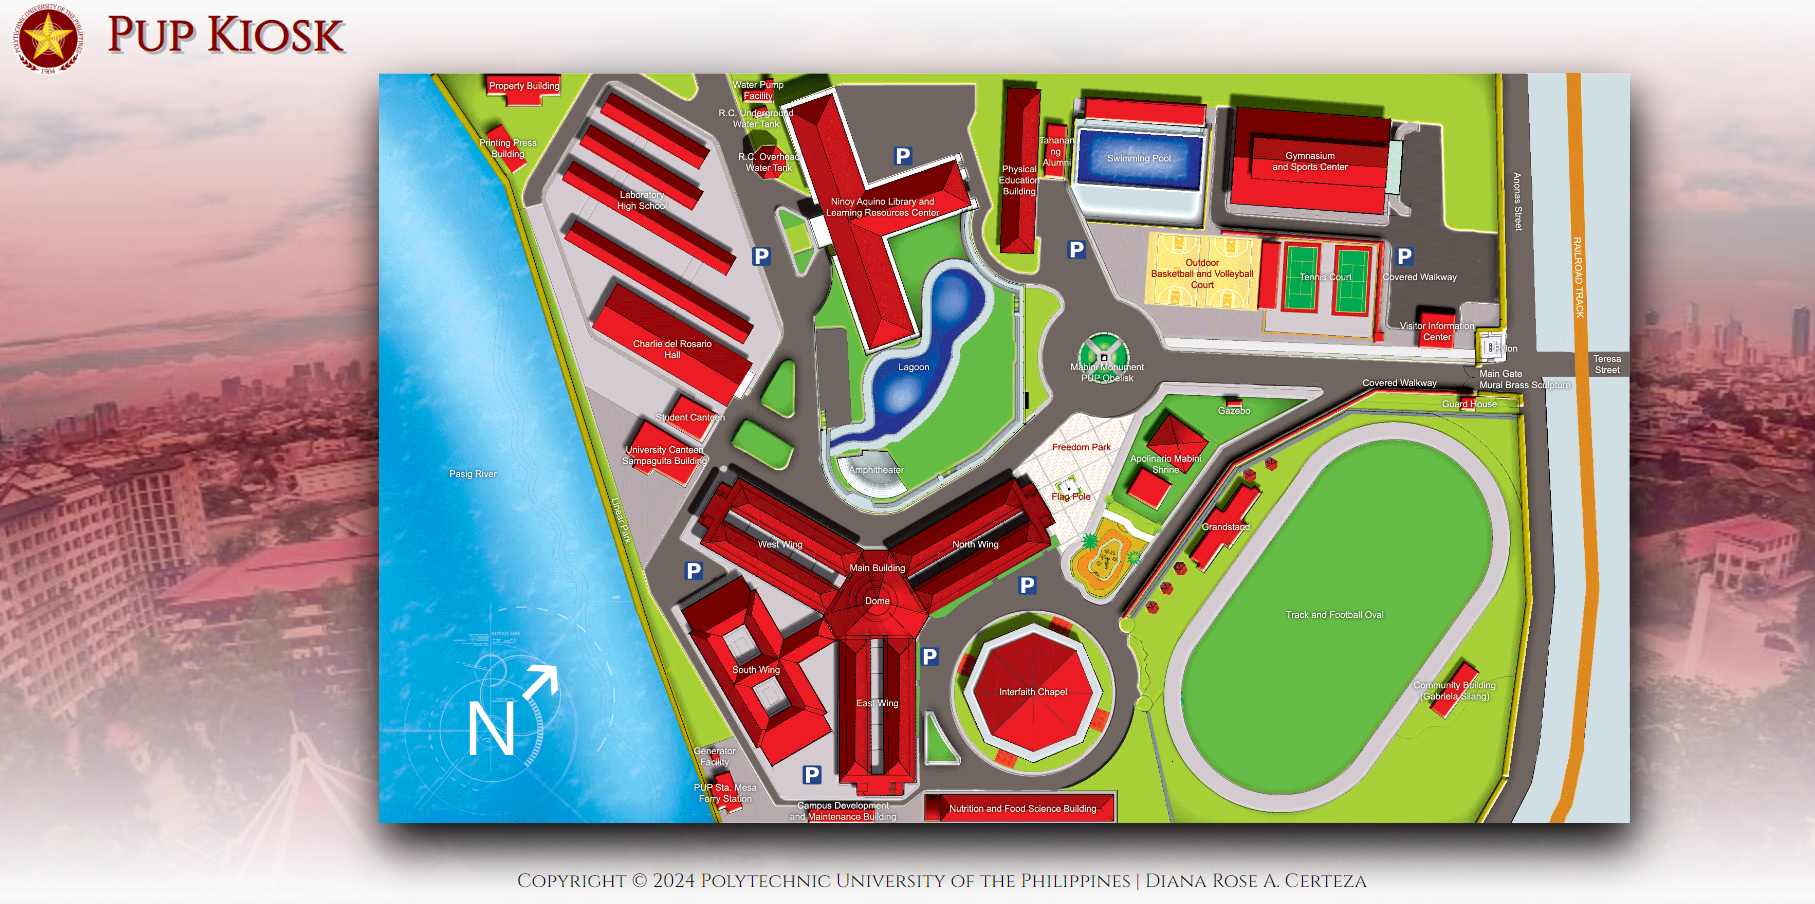 POLYTECHNIC UNIVERSITY OF THE PHILIPPINES
1904
PUP KIOSK
Property Building
Printing Press
Building
Water Pump
Facility
R.C. Underground
Water Tank
R.C. Overhead
Water Tank
P
Ninoy Aquino Library and
Learning Resources Center
Laboratory
High School
P
Physical
Education
Building
Tahanan
ng
Alumni
Swimming Pool
Gymnasium
and Sports Center
P
Outdoor
Basketball and Volleyball
Court
Tennis Court
P
Covered Walkway
Anonas Street
RAILROAD TRACK
Visitor Information
Center
Teresa
Street
Main Gate
Mural Brass Sculpture
Covered Walkway
Guard House
Charlie del Rosario
Hall
Lagoon
Mabini Monument
PUP Obelisk
Gazebo
Student Canteen
University Canteen
Sampaguita Building
Freedom Park
Apolinario Mabini
Shrine
Amphitheater
Flag Pole
Pasig River
Linear Park
Grandstand
West Wing
North Wing
Main Building
P
P
Dome
Track and Football Oval
P
South Wing
East Wing
Interfaith Chapel
Community Building
(Gabriela Silang)
N
Generator
Facility
P
PUP Sta. Mesa
Ferry Station
Campus Development
and Maintenance Building
Nutrition and Food Science Building
COPYRIGHT © 2024 POLYTECHNIC UNIVERSITY OF THE PHILIPPINES | DIANA ROSE A. CERTEZA